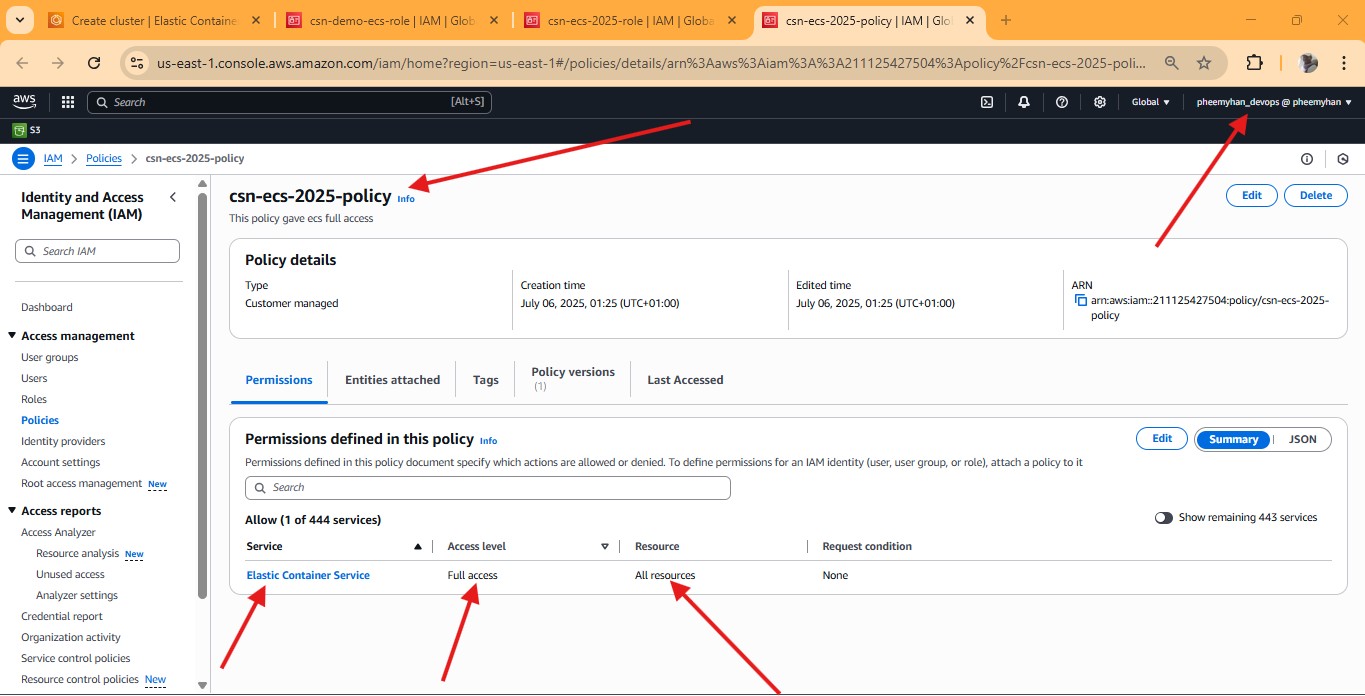 Create cluster | Elastic Containe
csn-demo-ecs-role | IAM | Glob
csn-ecs-2025-role | IAM | Globa
csn-ecs-2025-policy | IAM | Glo
us-east-1.console.aws.amazon.com/iam/home?region=us-east-1#/policies/details/arn%3Aaws%3Aiam%3A%3A211125427504%3Apolicy%2Fcsn-ecs-2025-poli...
aws
Search
[Alt+S]
Global
pheemyhan_devops @ pheemyhan
S3
IAM
Policies
csn-ecs-2025-policy
Identity and Access
Management (IAM)
Search IAM
Dashboard
Access management
User groups
Users
Roles
Policies
Identity providers
Account settings
Root access management New
Access reports
Access Analyzer
Resource analysis New
Unused access
Analyzer settings
Credential report
Organization activity
Service control policies
Resource control policies New
csn-ecs-2025-policy Info
This policy gave ecs full access
Edit
Delete
Policy details
Type
Customer managed
Creation time
July 06, 2025, 01:25 (UTC+01:00)
Edited time
July 06, 2025, 01:25 (UTC+01:00)
ARN
arn:aws:iam::211125427504:policy/csn-ecs-2025-
policy
Permissions
Entities attached
Tags
Policy versions
(1)
Last Accessed
Permissions defined in this policy Info
Edit
Summary
JSON
Permissions defined in this policy document specify which actions are allowed or denied. To define permissions for an IAM identity (user, user group, or role), attach a policy to it
Search
Allow (1 of 444 services)
Show remaining 443 services
Service
Access level
Resource
Request condition
Elastic Container Service
Full access
All resources
None